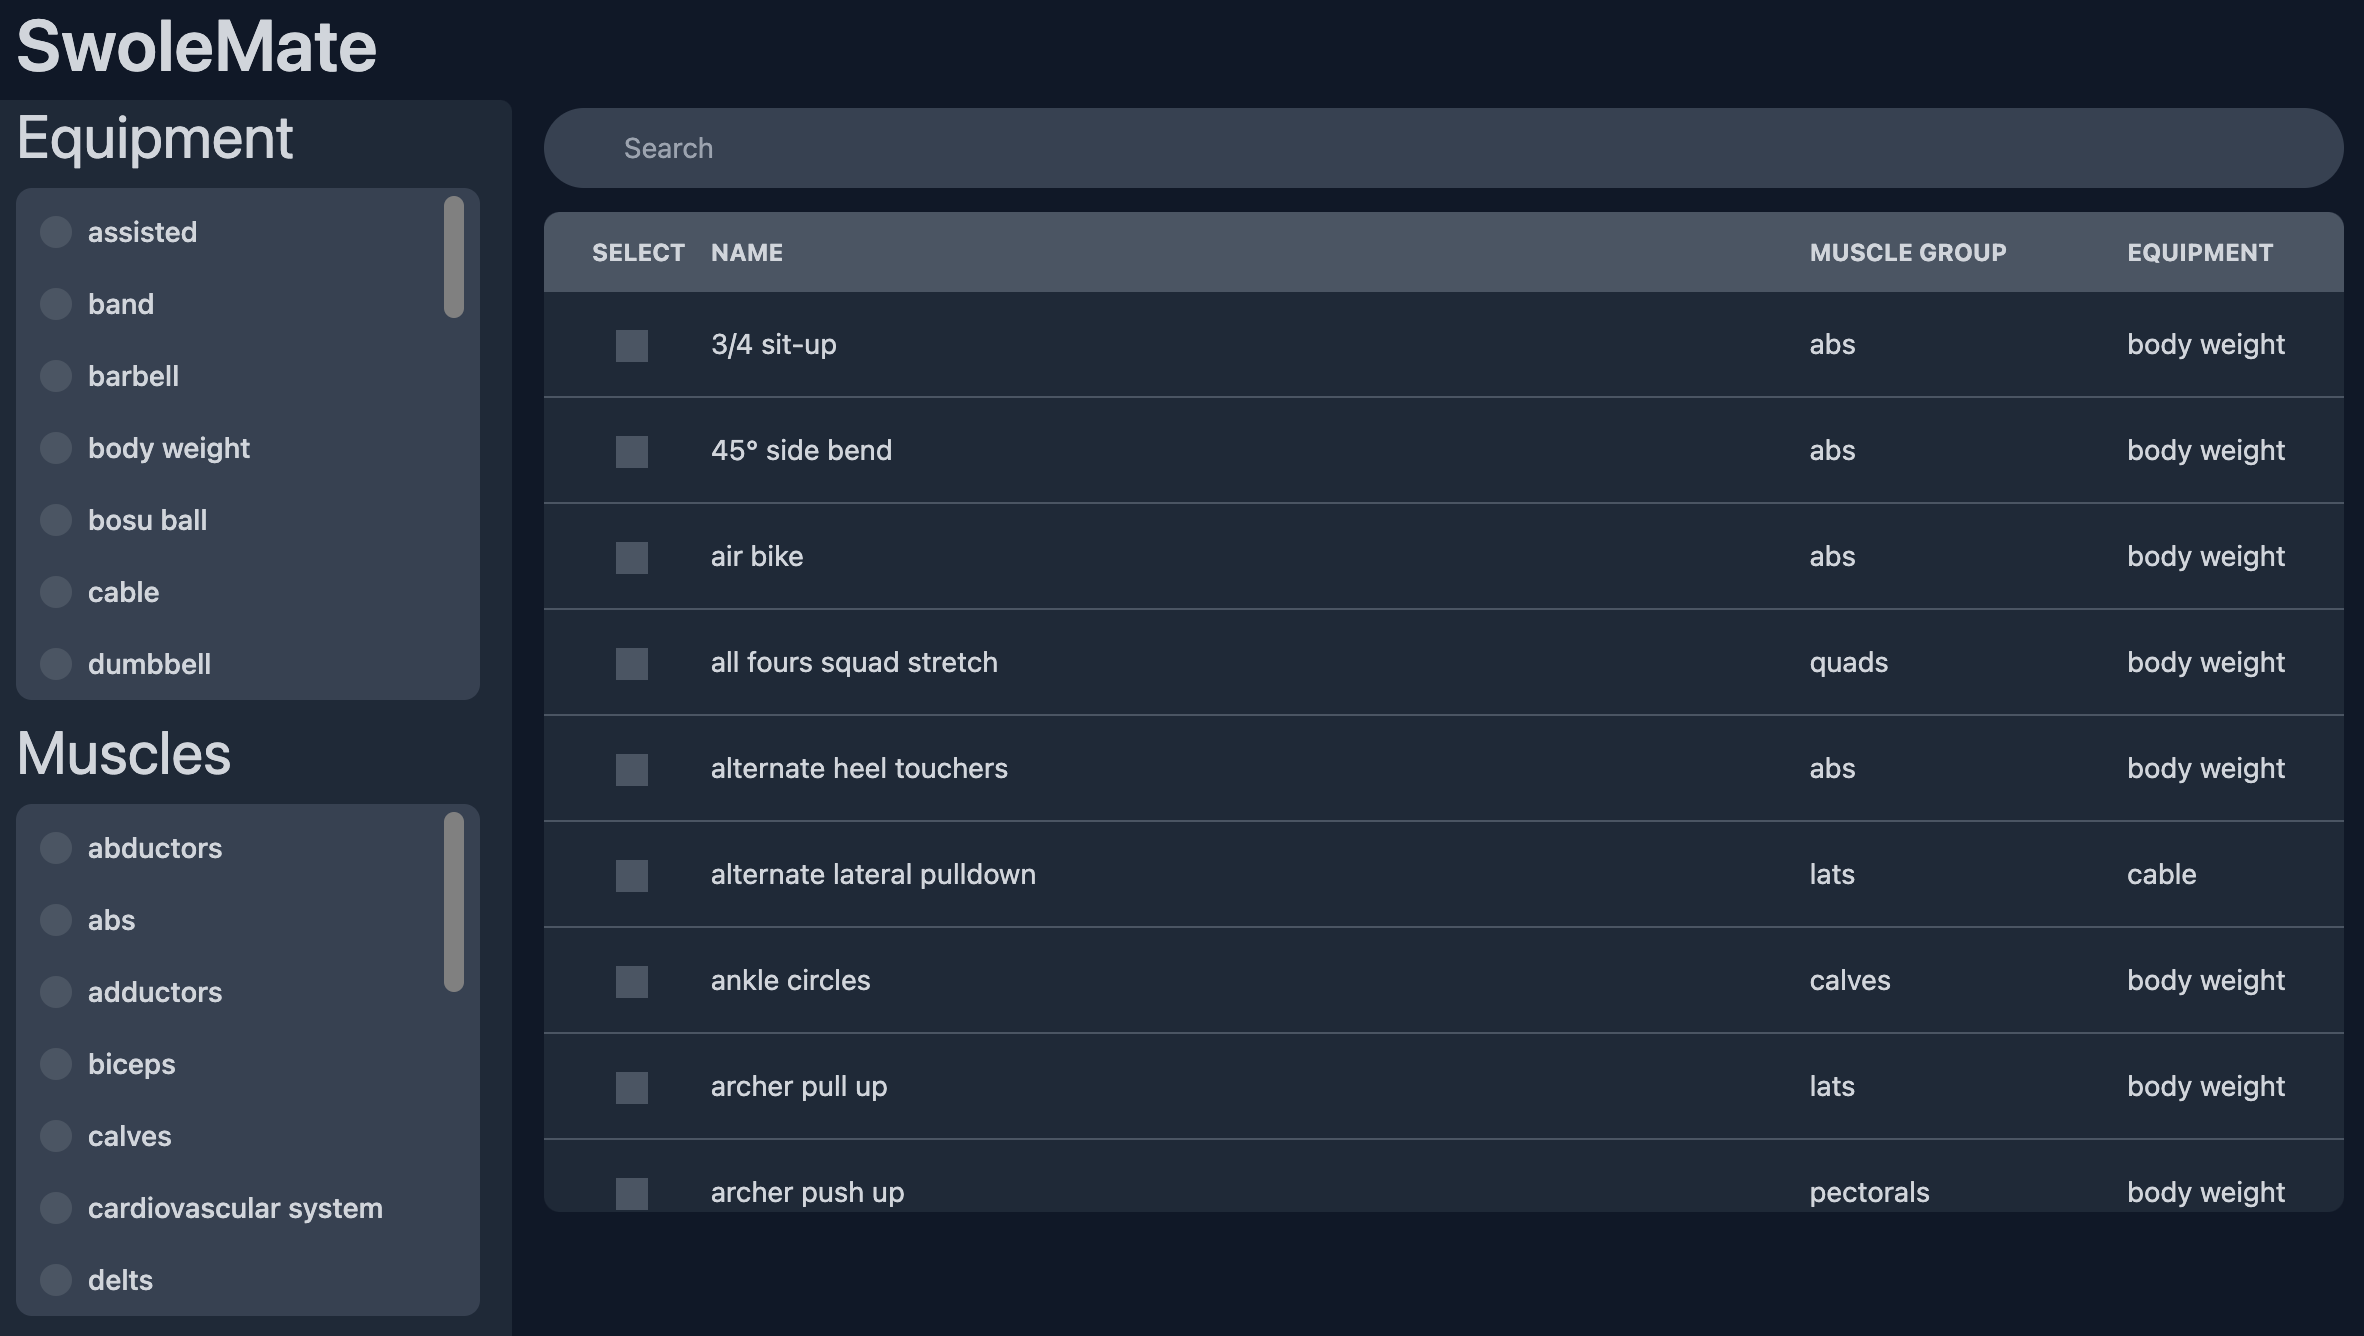 SwoleMate
Equipment
assisted
band
barbell
body weight
bosu ball
cable
dumbbell
Muscles
abductors
abs
adductors
biceps
calves
cardiovascular system
delts
Search
SELECT NAME MUSCLE GROUP EQUIPMENT
3/4 sit-up abs body weight
45° side bend abs body weight
air bike abs body weight
all fours squad stretch quads body weight
alternate heel touchers abs body weight
alternate lateral pulldown lats cable
ankle circles calves body weight
archer pull up lats body weight
archer push up pectorals body weight